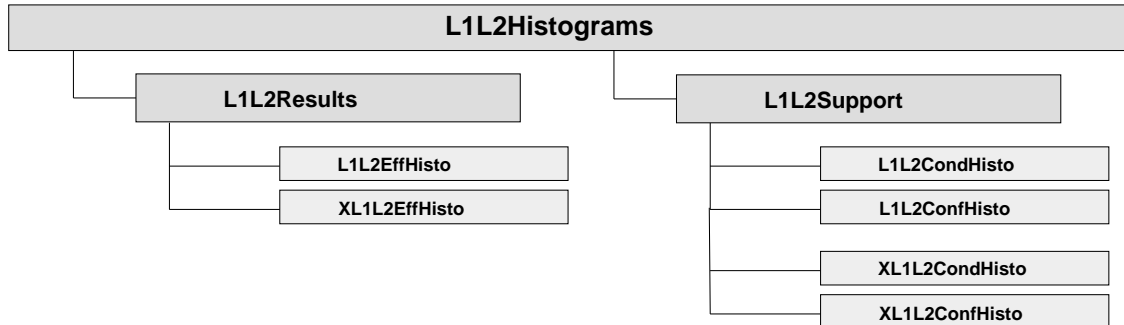 L1L2Histograms
L1L2Results
L1L2EffHisto
XL1L2EffHisto
L1L2Support
L1L2CondHisto
L1L2ConfHisto
XL1L2CondHisto
XL1L2ConfHisto